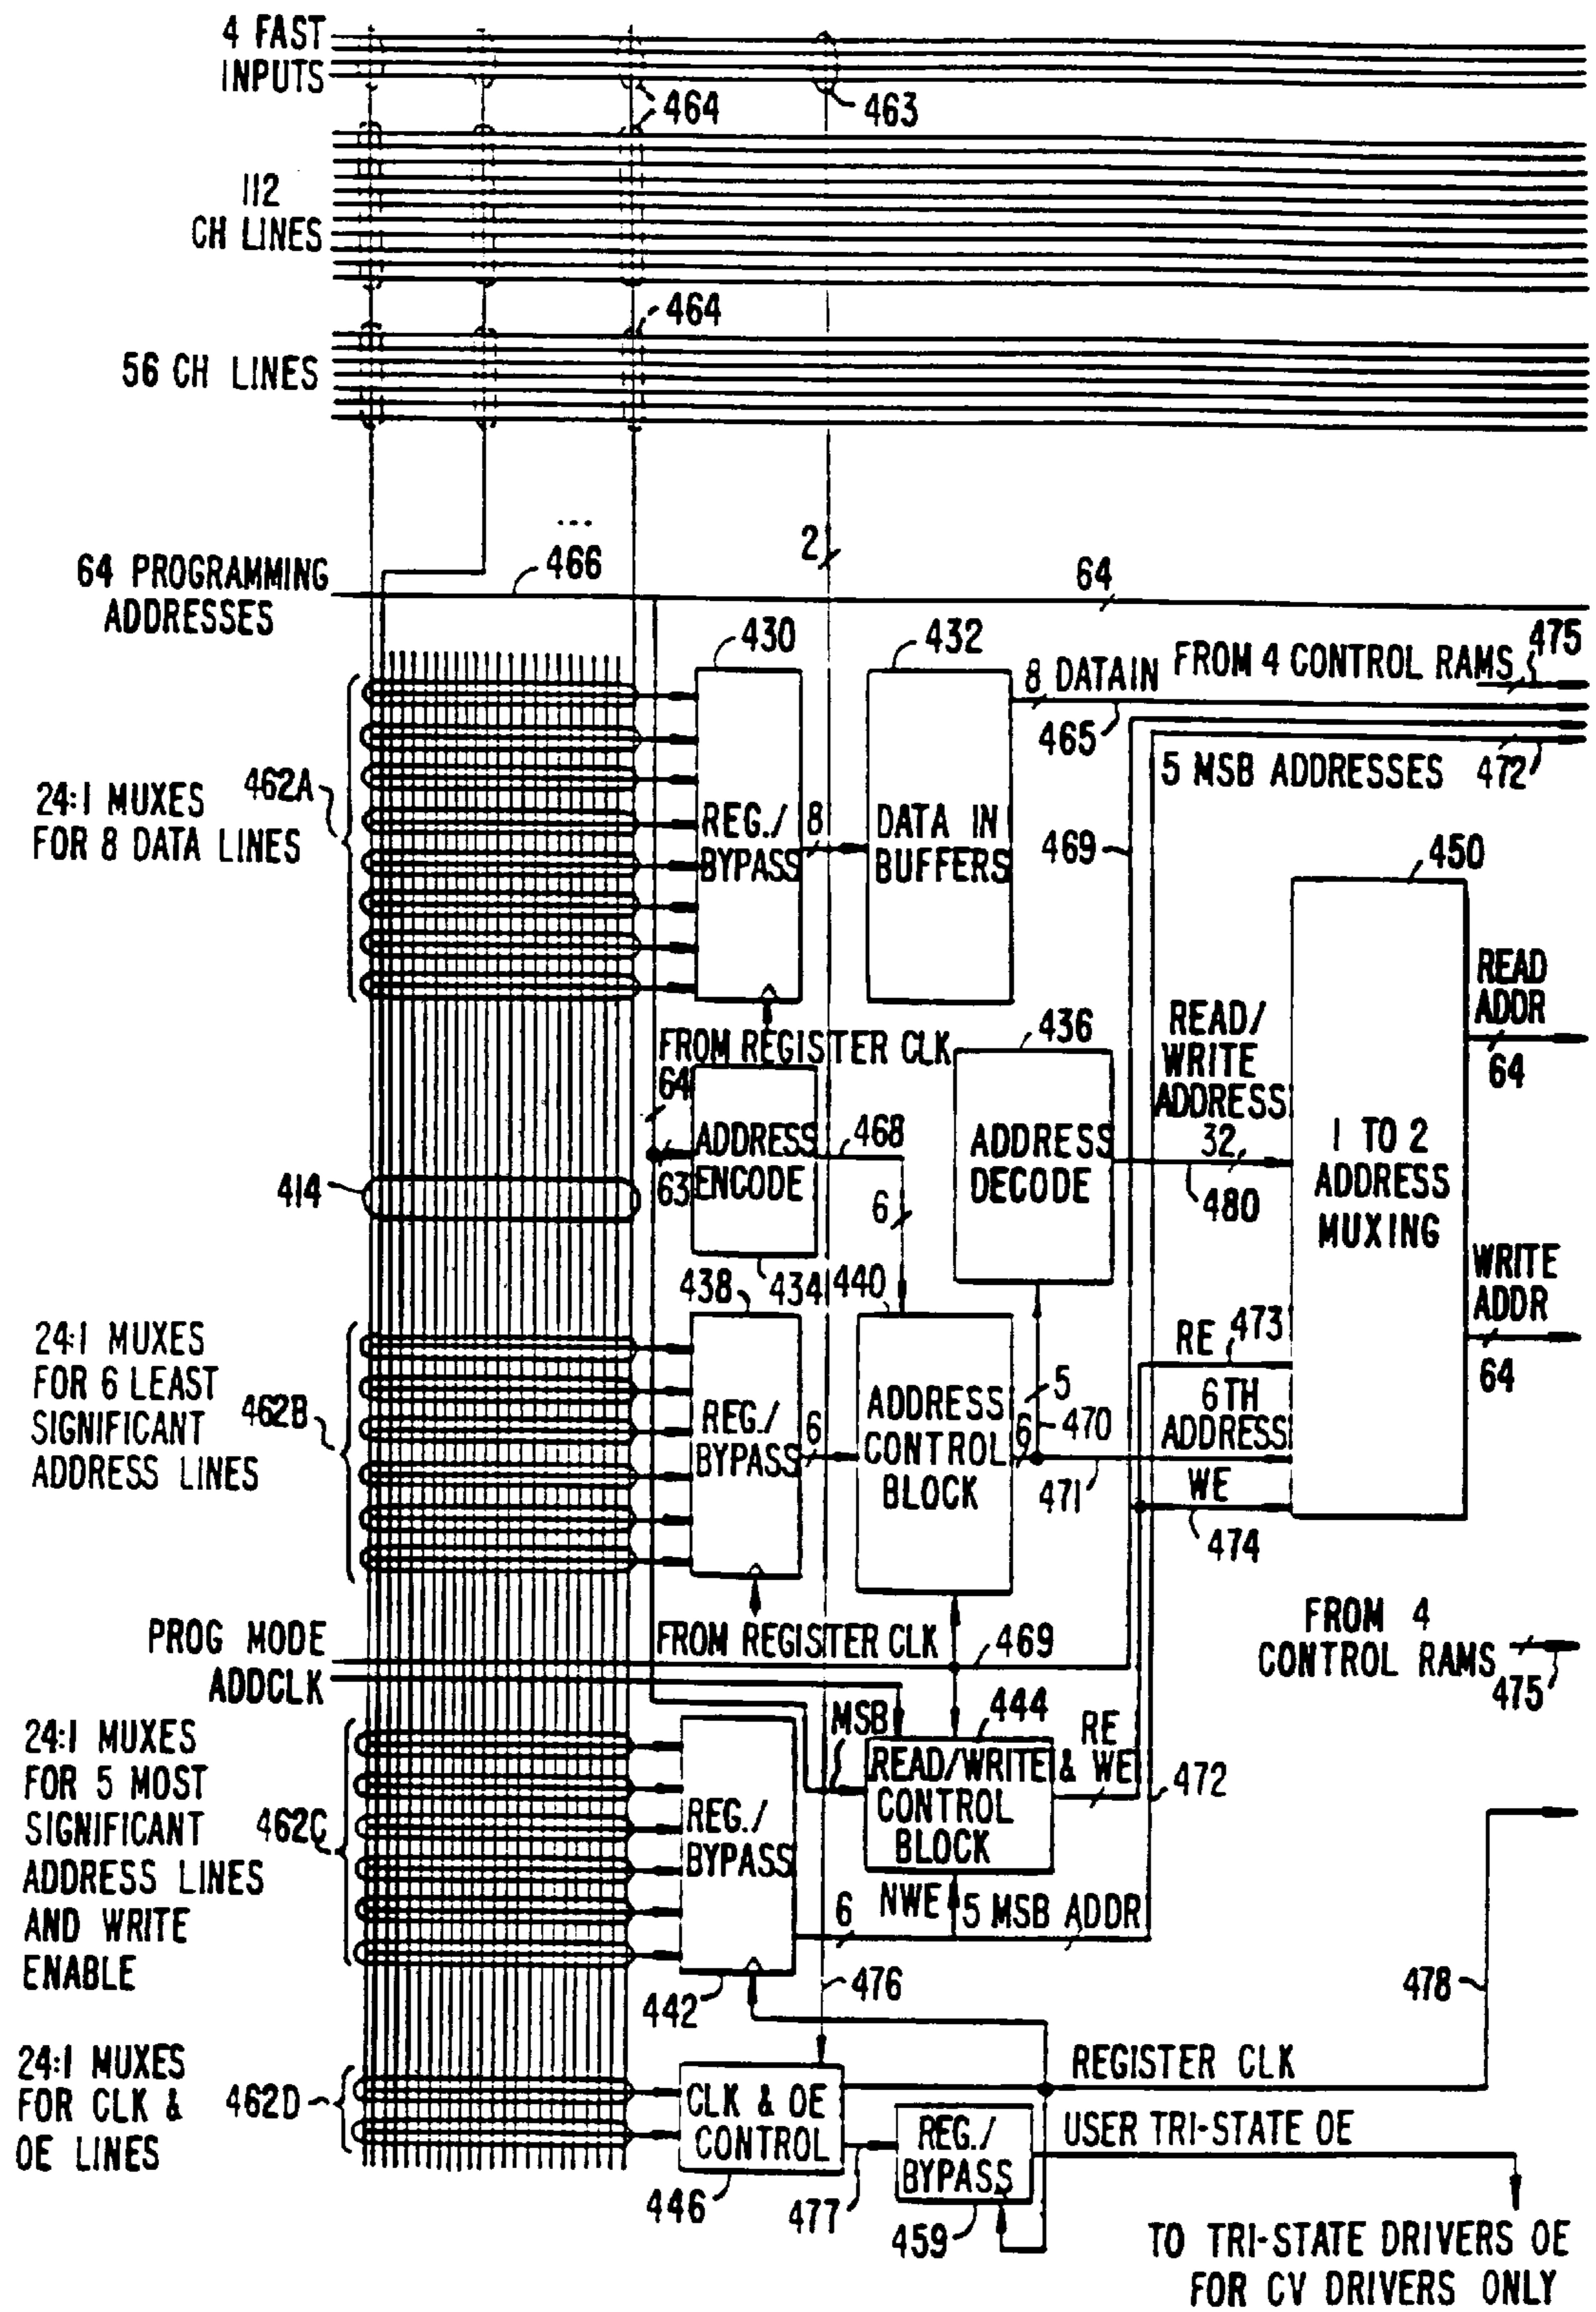 4 FAST
INPUTS
464
463
112
CH LINES
464
56 CH LINES
...
2
64 PROGRAMMING
ADDRESSES
466
64
430
432
475
8 DATAIN
FROM 4 CONTROL RAMS
465
5 MSB ADDRESSES
472
24:1 MUXES
FOR 8 DATA LINES
462A
REG./
BYPASS
8
DATA IN
BUFFERS
469
450
FROM REGISTER CLK
436
READ/
WRITE
ADDRESS
32
480
READ
ADDR
64
64
63
ADDRESS
ENCODE
468
6
ADDRESS
DECODE
1 TO 2
ADDRESS
MUXING
414
438
434
440
WRITE
ADDR
64
24:1 MUXES
FOR 6 LEAST
SIGNIFICANT
ADDRESS LINES
462B
REG./
BYPASS
6
ADDRESS
CONTROL
BLOCK
5
6
470
471
RE
473
6TH
ADDRESS
WE
474
PROG MODE
ADDCLK
FROM REGISTER CLK
469
FROM 4
CONTROL RAMS
475
24:1 MUXES
FOR 5 MOST
SIGNIFICANT
ADDRESS LINES
AND WRITE
ENABLE
462C
REG./
BYPASS
MSB
444
RE
& WE
READ/WRITE
CONTROL
BLOCK
472
6
NWE
5 MSB ADDR
442
476
478
24:1 MUXES
FOR CLK &
OE LINES
462D
CLK & OE
CONTROL
REGISTER CLK
REG./
BYPASS
USER TRI-STATE OE
446
477
459
TO TRI-STATE DRIVERS OE
FOR CV DRIVERS ONLY